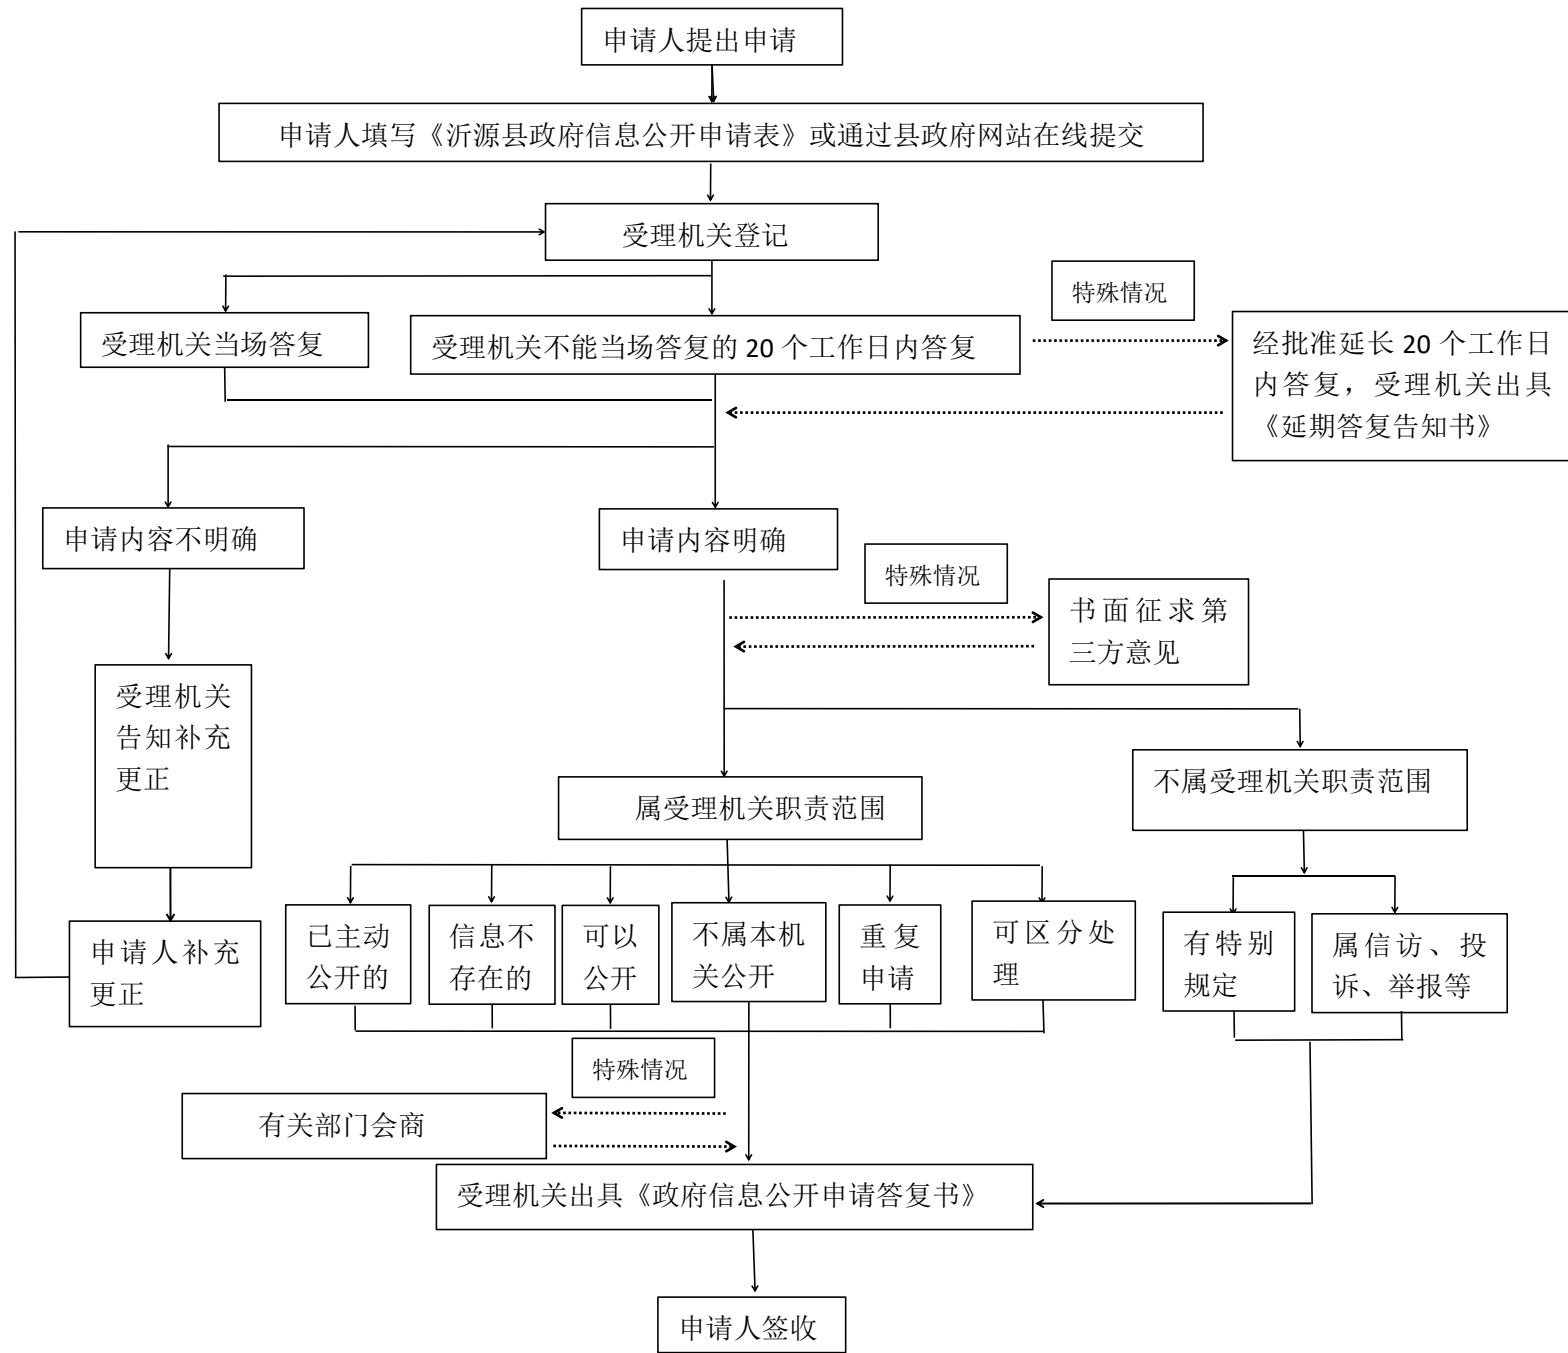 申请人提出申请
申请人填写《沂源县政府信息公开申请表》或通过县政府网站在线提交
受理机关登记
特殊情况
受理机关当场答复
受理机关不能当场答复的 20 个工作日内答复
经批准延长 20 个工作日
内答复，受理机关出具
《延期答复告知书》
申请内容不明确
申请内容明确
特殊情况
书面征求第
三方意见
受理机关
告知补充
更正
属受理机关职责范围
不属受理机关职责范围
申请人补充
更正
已主动
公开的
信息不
存在的
可以
公开
不属本机
关公开
重复
申请
可区分处
理
有特别
规定
属信访、投
诉、举报等
特殊情况
有关部门会商
受理机关出具《政府信息公开申请答复书》
申请人签收